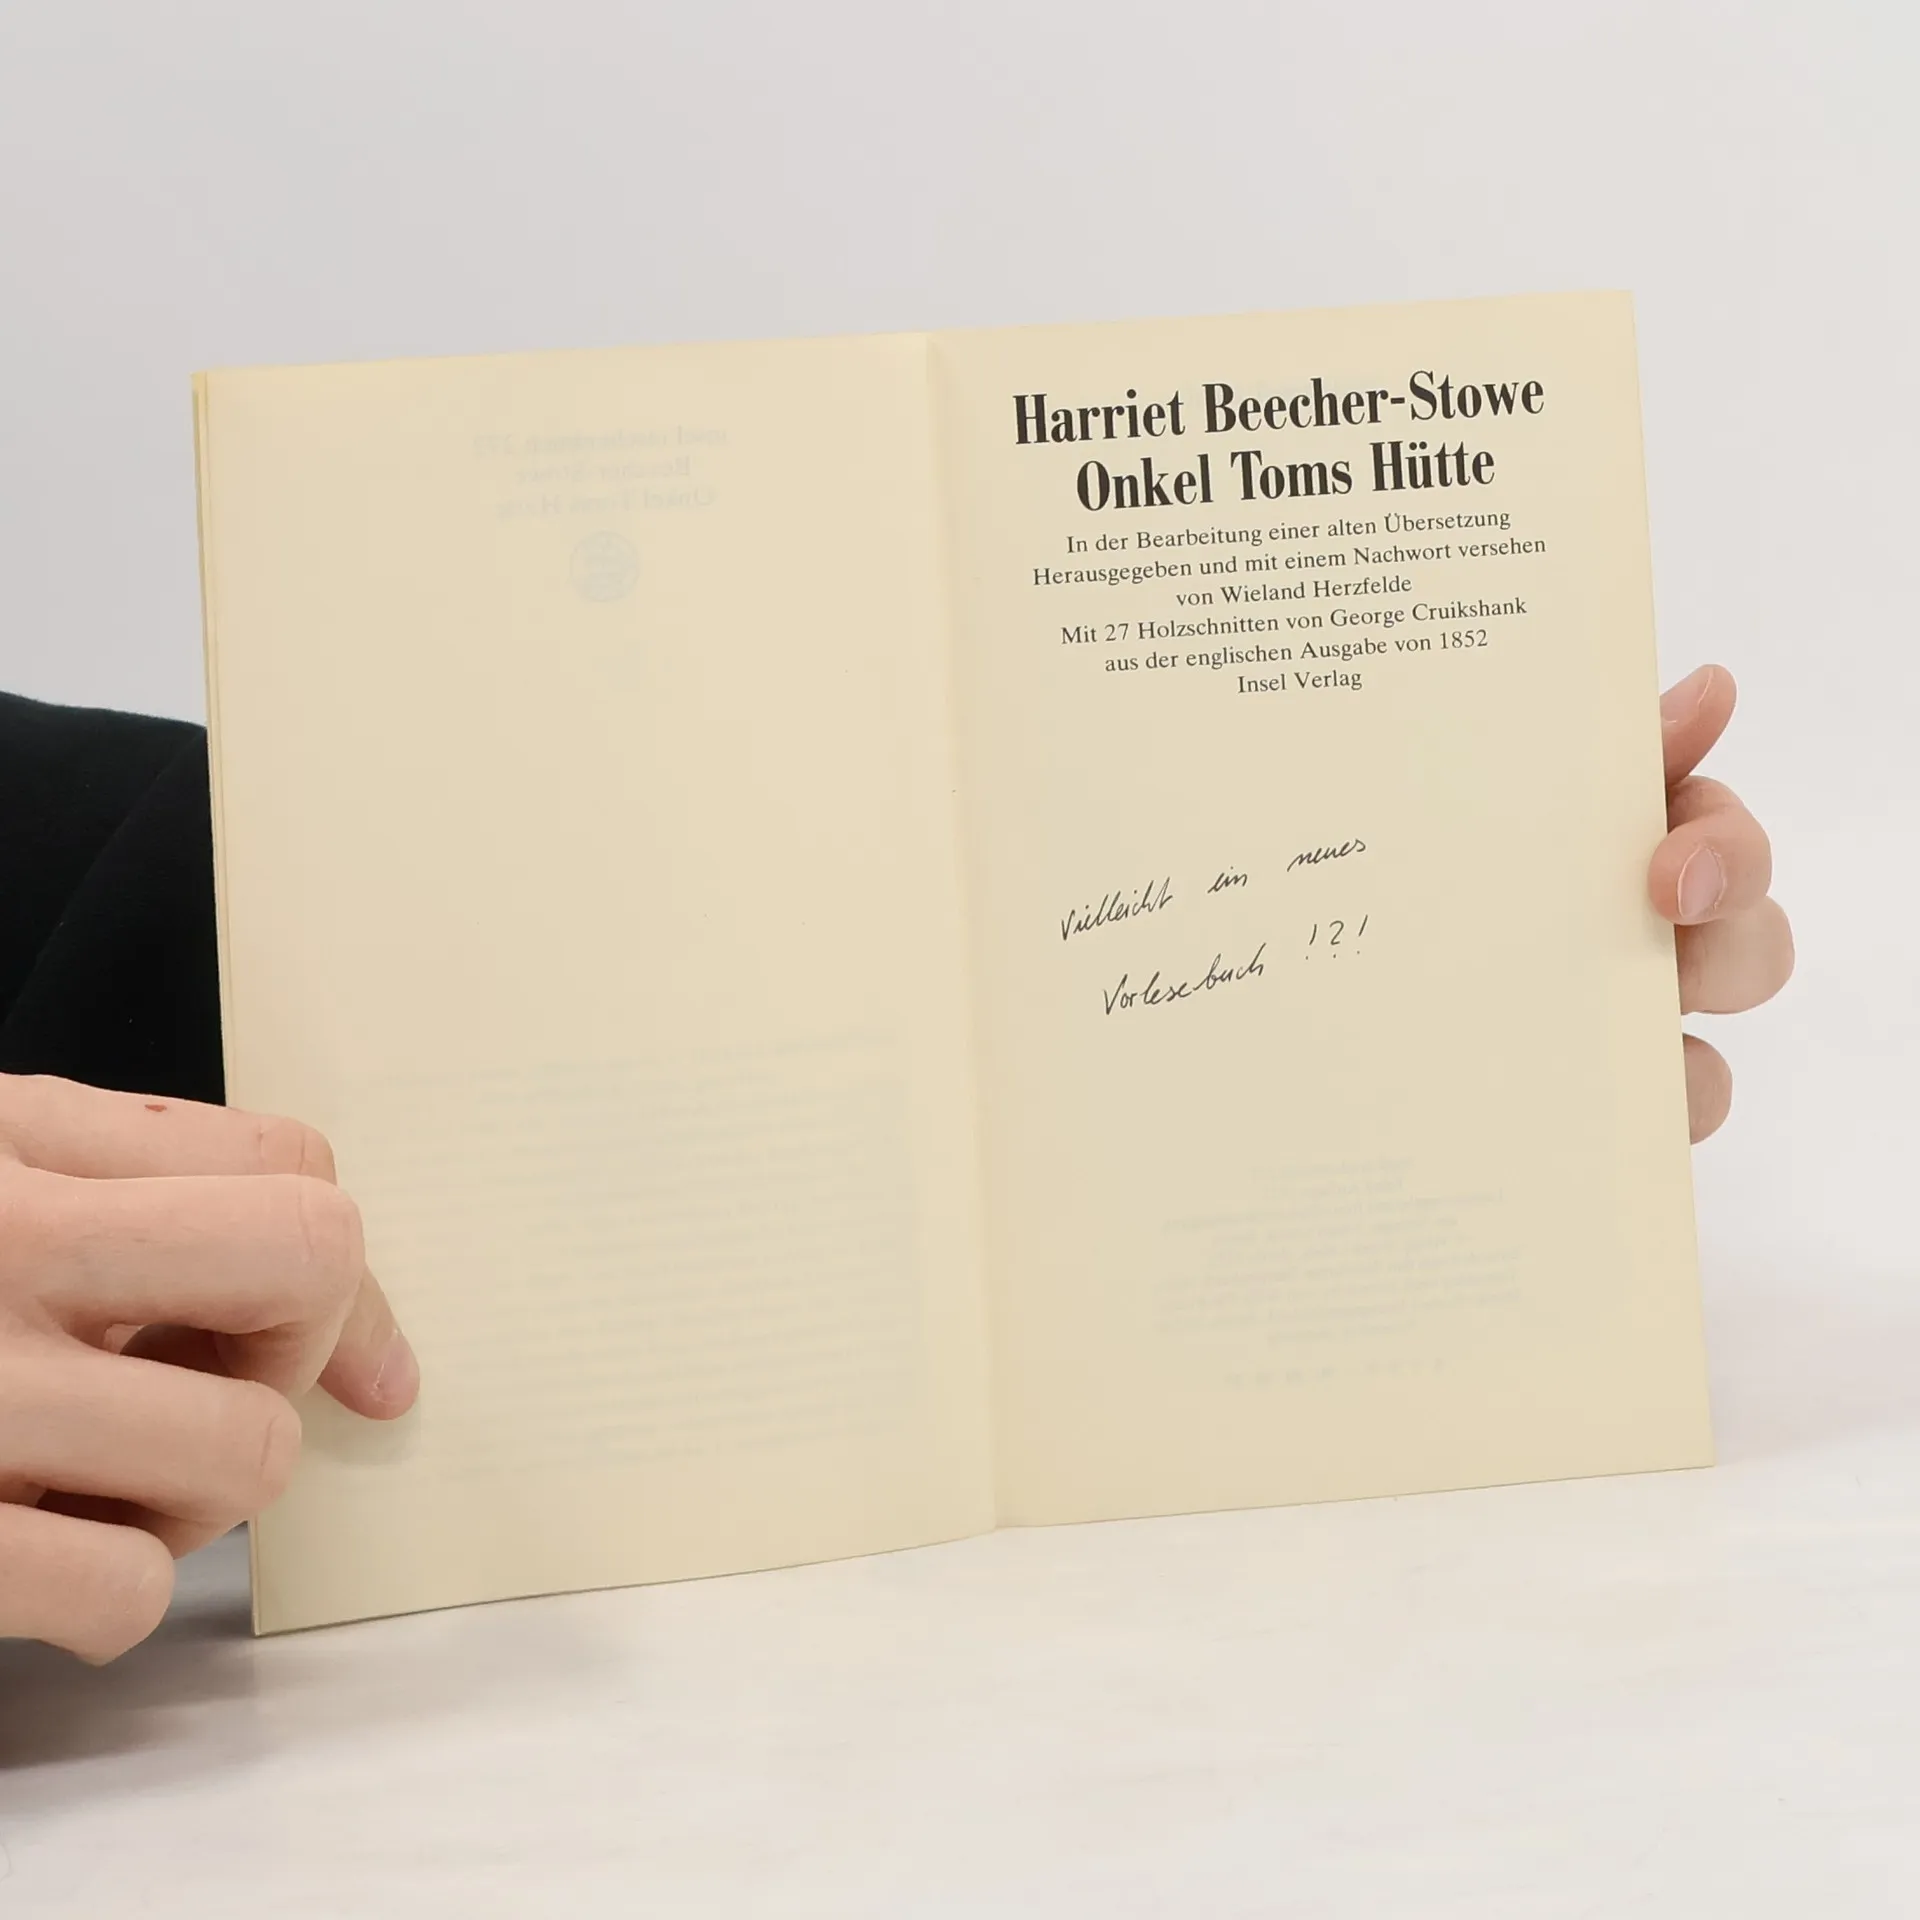 Harriet Beecher-Stowe
Onkel Toms Hütte
In der Bearbeitung einer alten Übersetzung
Herausgegeben und mit einem Nachwort versehen
von Wieland Herzfelde
Mit 27 Holzschnitten von George Cruikshank
aus der englischen Ausgabe von 1852
Insel Verlag
Vielleicht ein neues
Vorlesebuch !?!